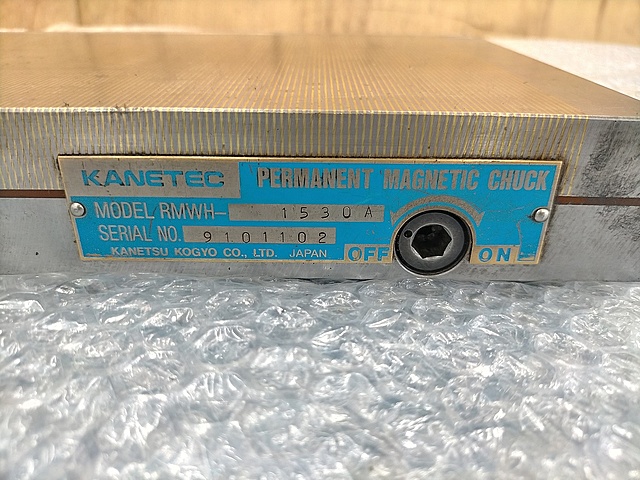 KANETEC PERMANENT MAGNETIC CHUCK
MODEL RMWH- 1530A
SERIAL NO. 9101102
KANETSU KOGYO CO., LTD. JAPAN OFF ON